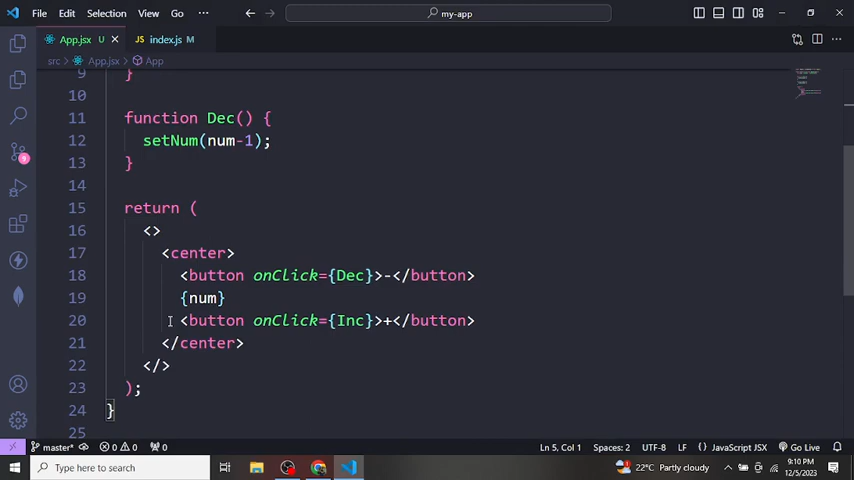 File Edit Selection View Go ··· my-app
App.jsx U × JS index.js M
src > App.jsx > App
9 }
10
11 function Dec() {
12 setNum(num-1);
13 }
14
15 return (
16 <>
17 <center>
18 <button onClick={Dec}>-</button>
19 {num}
20 <button onClick={Inc}>+</button>
21 </center>
22 </>
23 );
24 }
25
9
master* 0 0 0 Ln 5, Col 1 Spaces: 2 UTF-8 LF {} JavaScript JSX Go Live
Type here to search 22°C Partly cloudy 9:10 PM
12/5/2023